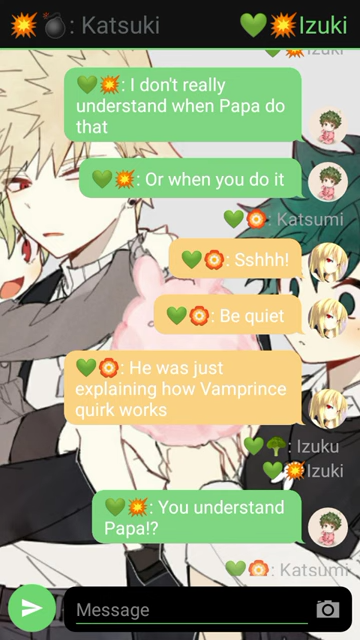 💥💣: Katsuki
💚💥Izuki
💚💥Izuki
💚💥: I don't really
understand when Papa do
that
💚💥: Or when you do it
💚🏵: Katsumi
💚🏵: Sshhh!
💚🏵: Be quiet
💚🏵: He was just
explaining how Vamprince
quirk works
💚🥦: Izuku
💚💥Izuki
💚💥: You understand
Papa!?
💚🏵: Katsumi
Message